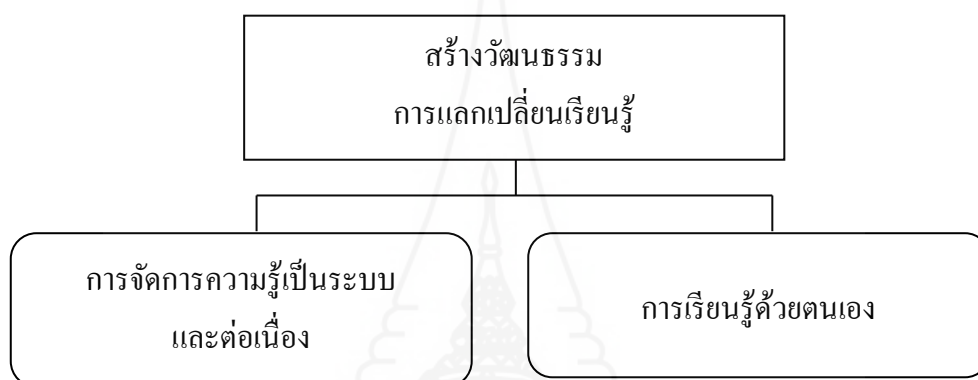 สร้างวัฒนธรรม
การแลกเปลี่ยนเรียนรู้
การจัดการความรู้เป็นระบบ
และต่อเนื่อง
การเรียนรู้ด้วยตนเอง